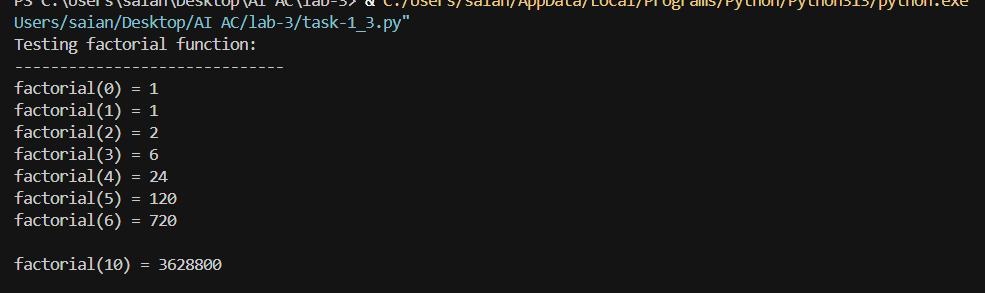 PS C:\Users\saian\Desktop\AI AC\lab-3> & C:/Users/saian/AppData/Local/Programs/Python/Python313/python.exe
Users/saian/Desktop/AI AC/lab-3/task-1_3.py"
Testing factorial function:
------------------------------
factorial(0) = 1
factorial(1) = 1
factorial(2) = 2
factorial(3) = 6
factorial(4) = 24
factorial(5) = 120
factorial(6) = 720
factorial(10) = 3628800